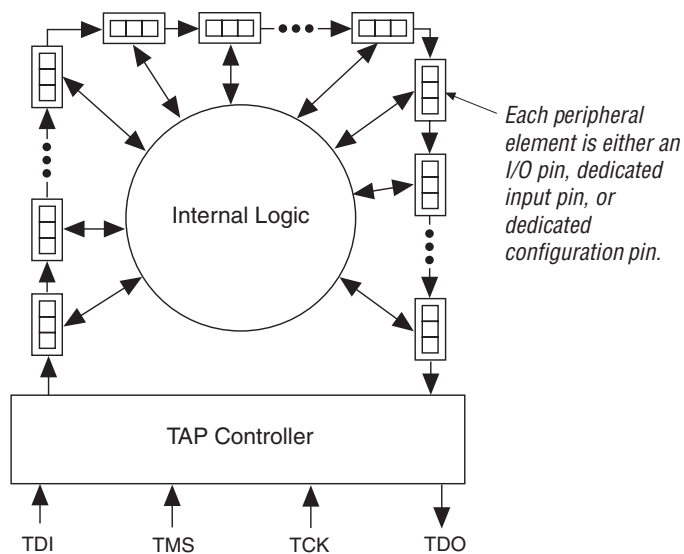 Each peripheral
element is either an
I/O pin, dedicated
input pin, or
dedicated
configuration pin.
Internal Logic
TAP Controller
TDI
TMS
TCK
TDO